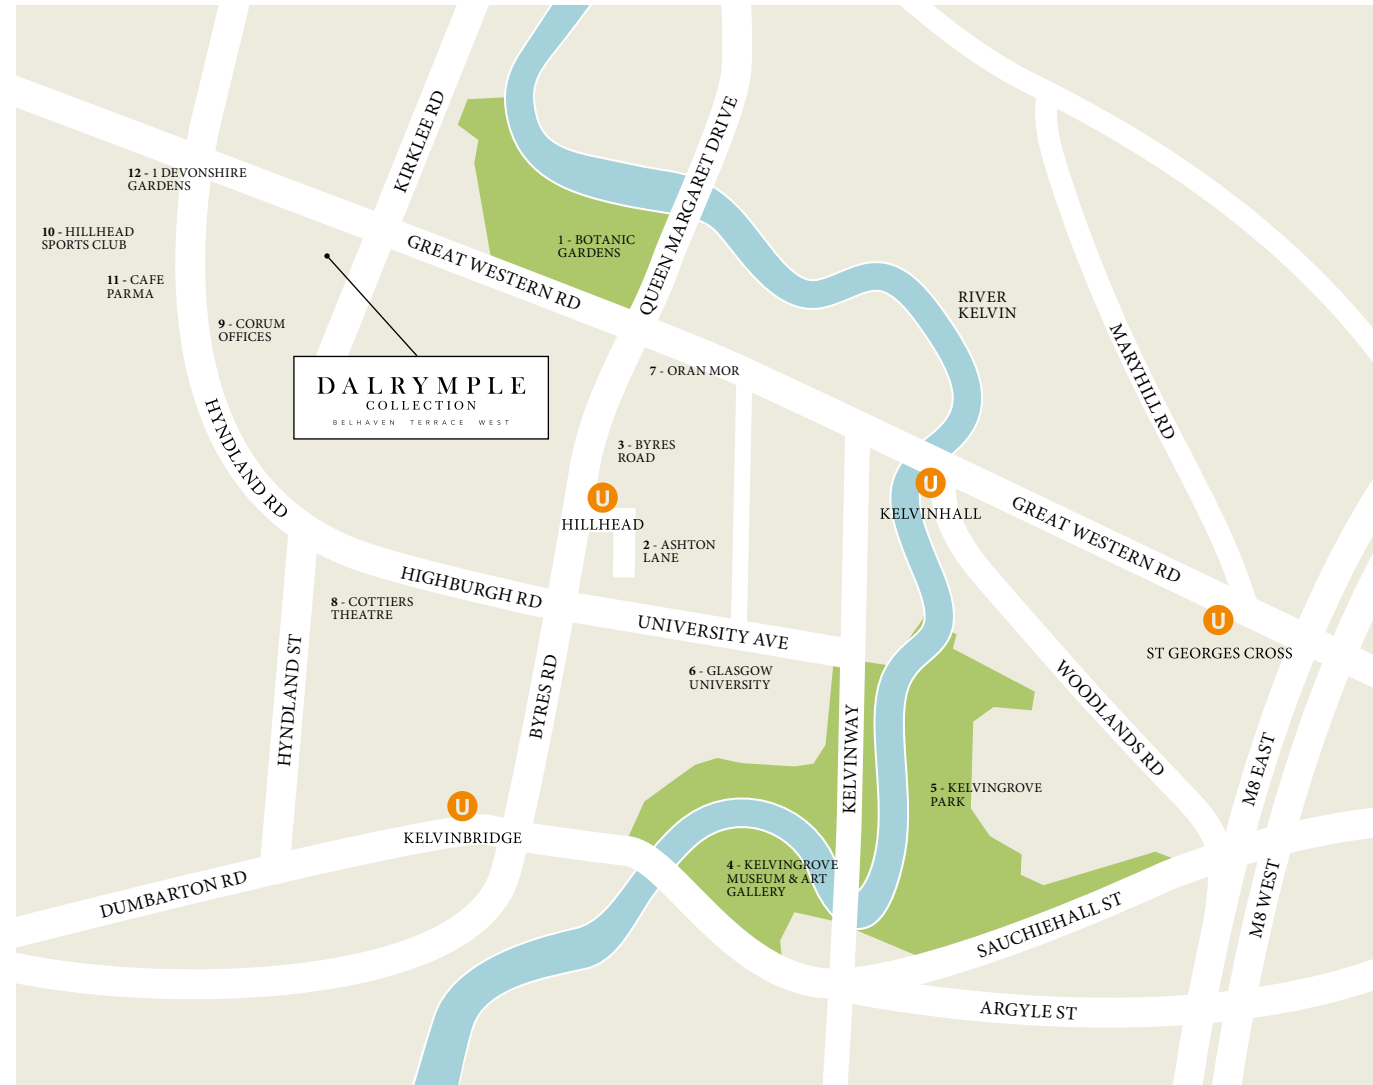 KIRKLEE RD
QUEEN MARGARET DRIVE
12 - 1 DEVONSHIRE
GARDENS
10 - HILLHEAD
SPORTS CLUB
1 - BOTANIC
GARDENS
GREAT WESTERN RD
11 - CAFE
PARMA
RIVER
KELVIN
9 - CORUM
OFFICES
MARYHILL RD
DALRYMPLE
COLLECTION
BELHAVEN TERRACE WEST
7 - ORAN MOR
HYNDLAND RD
3 - BYRES
ROAD
U
HILLHEAD
U
KELVINHALL
GREAT WESTERN RD
2 - ASHTON
LANE
HIGHBURGH RD
8 - COTTIERS
THEATRE
UNIVERSITY AVE
U
ST GEORGES CROSS
6 - GLASGOW
UNIVERSITY
HYNDLAND ST
BYRES RD
WOODLANDS RD
KELVINWAY
M8 EAST
5 - KELVINGROVE
PARK
U
KELVINBRIDGE
4 - KELVINGROVE
MUSEUM & ART
GALLERY
DUMBARTON RD
M8 WEST
SAUCHIEHALL ST
ARGYLE ST